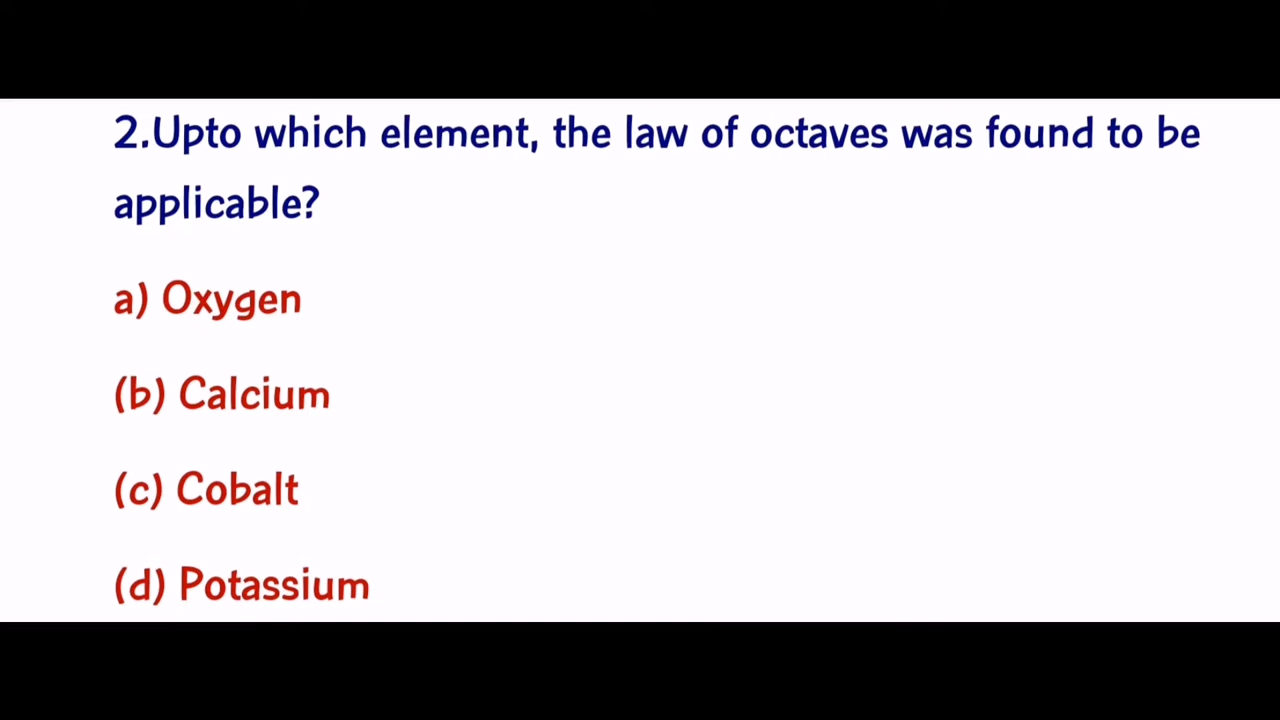 2.Upto which element, the law of octaves was found to be
applicable?
a) Oxygen
(b) Calcium
(c) Cobalt
(d) Potassium